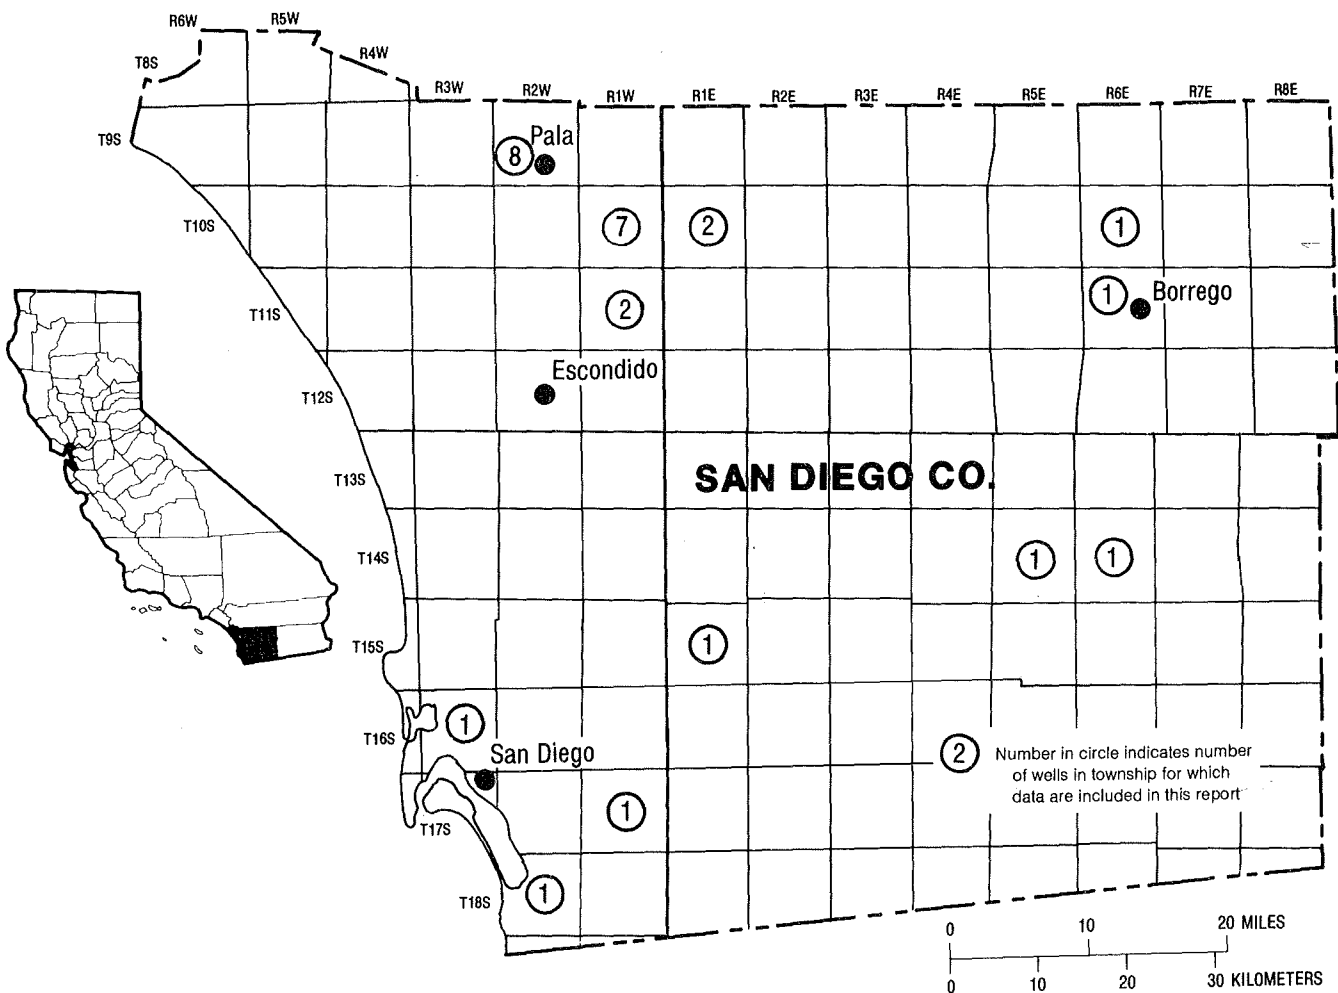 R6W
R5W
R4W
T8S
R3W
R2W
R1W
R1E
R2E
R3E
R4E
R5E
R6E
R7E
R8E
T9S
8
Pala
T10S
7
2
1
T11S
2
1
Borrego
T12S
Escondido
T13S
SAN DIEGO CO.
T14S
1
1
T15S
1
T16S
1
San Diego
2
Number in circle indicates number
of wells in township for which
data are included in this report
T17S
1
T18S
1
0 10 20 MILES
0 10 20 30 KILOMETERS